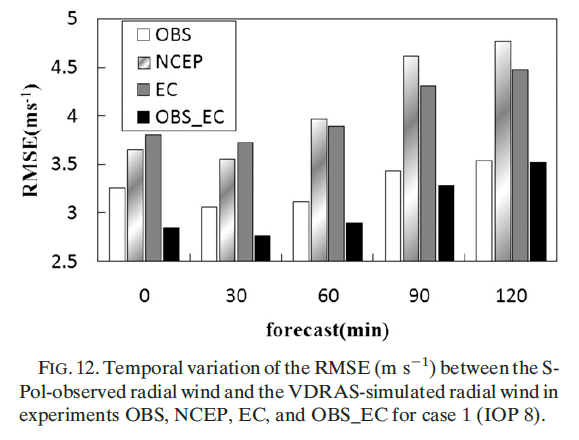 5
4.5
4
3.5
3
2.5
RMSE(ms-1)
OBS
NCEP
EC
OBS_EC
0 30 60 90 120
forecast(min)
FIG. 12. Temporal variation of the RMSE (m s−1) between the S-
Pol-observed radial wind and the VDRAS-simulated radial wind in
experiments OBS, NCEP, EC, and OBS_EC for case 1 (IOP 8).